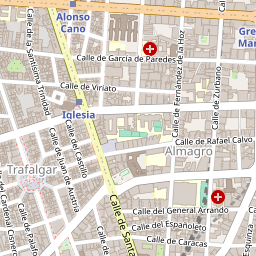 Alonso
Cano
Gre
Mar
Calle de la Santísima Trinidad
Calle de García de Paredes
Calle de Fernández de la Hoz
Calle de Zurbano
Calle de Viriato
Iglesia
Calle del Castillo
Calle de Juan de Austria
Calle de Rafael Calvo
Almagro
Trafalgar
Calle de Santa
Calle del General Arrando
Calle del Españoleto
Calle de Caracas